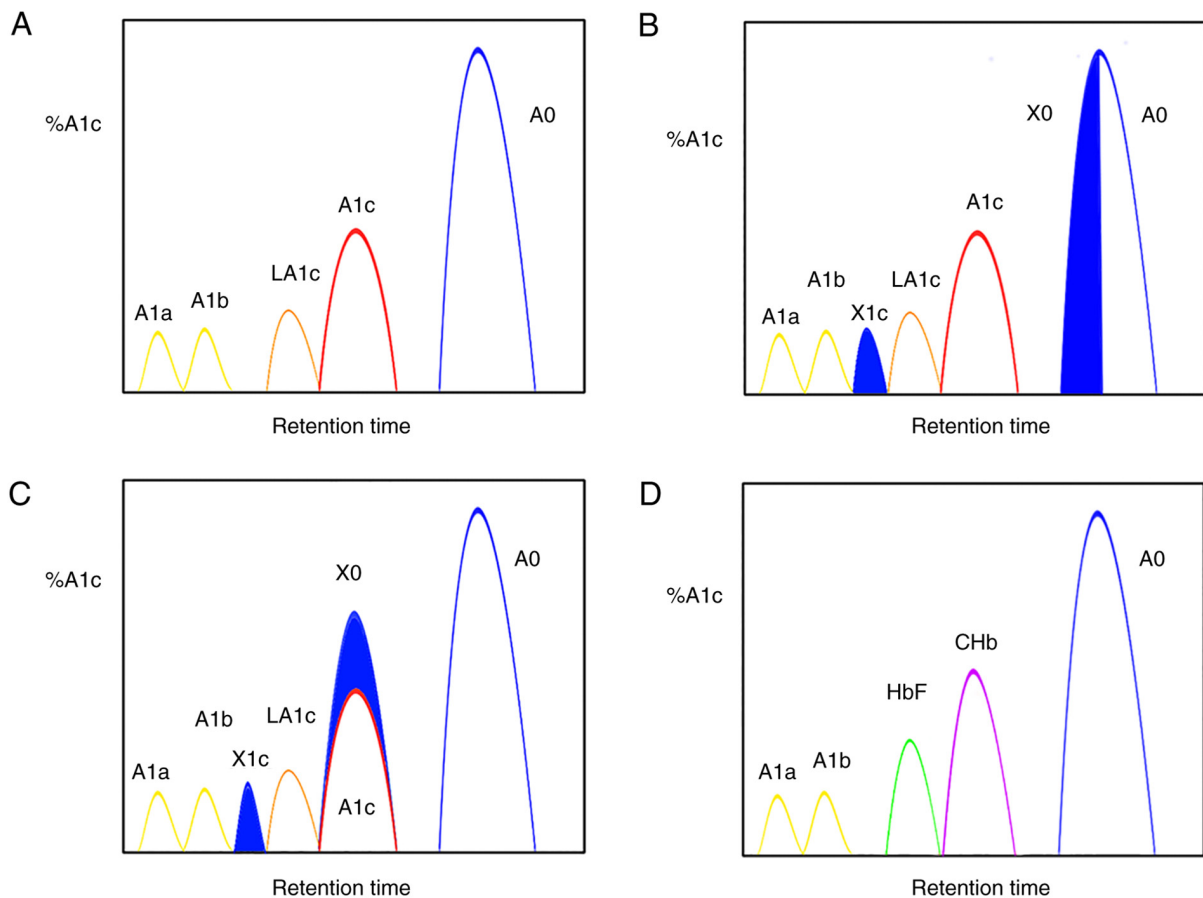 A
%A1c
A1a
A1b
LA1c
A1c
A0
Retention time
B
%A1c
A1a
A1b
X1c
LA1c
A1c
X0
A0
Retention time
C
%A1c
A1a
A1b
X1c
LA1c
X0
A1c
A0
Retention time
D
%A1c
A1a
A1b
HbF
CHb
A0
Retention time